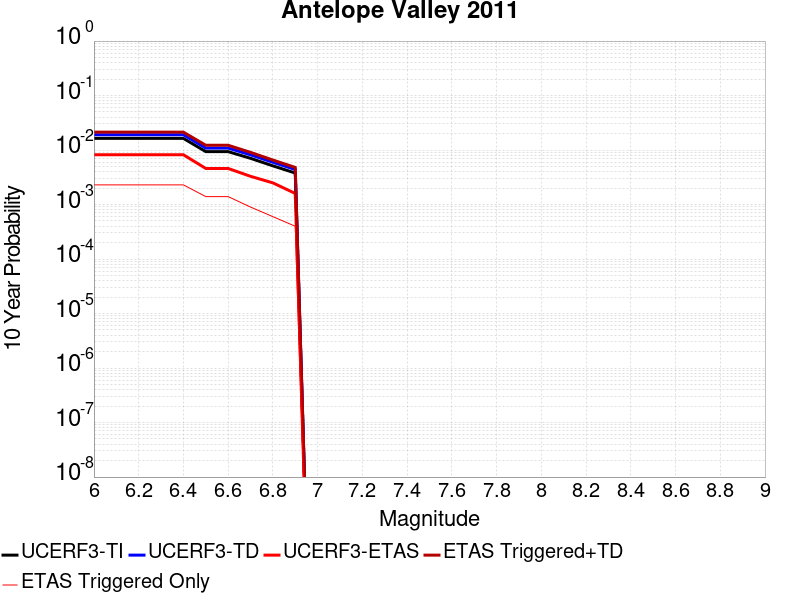 Antelope Valley 2011
10 Year Probability
10^0
10^-1
10^-2
10^-3
10^-4
10^-5
10^-6
10^-7
10^-8
6 6.2 6.4 6.6 6.8 7 7.2 7.4 7.6 7.8 8 8.2 8.4 8.6 8.8 9
Magnitude
UCERF3-TI UCERF3-TD UCERF3-ETAS ETAS Triggered+TD
ETAS Triggered Only